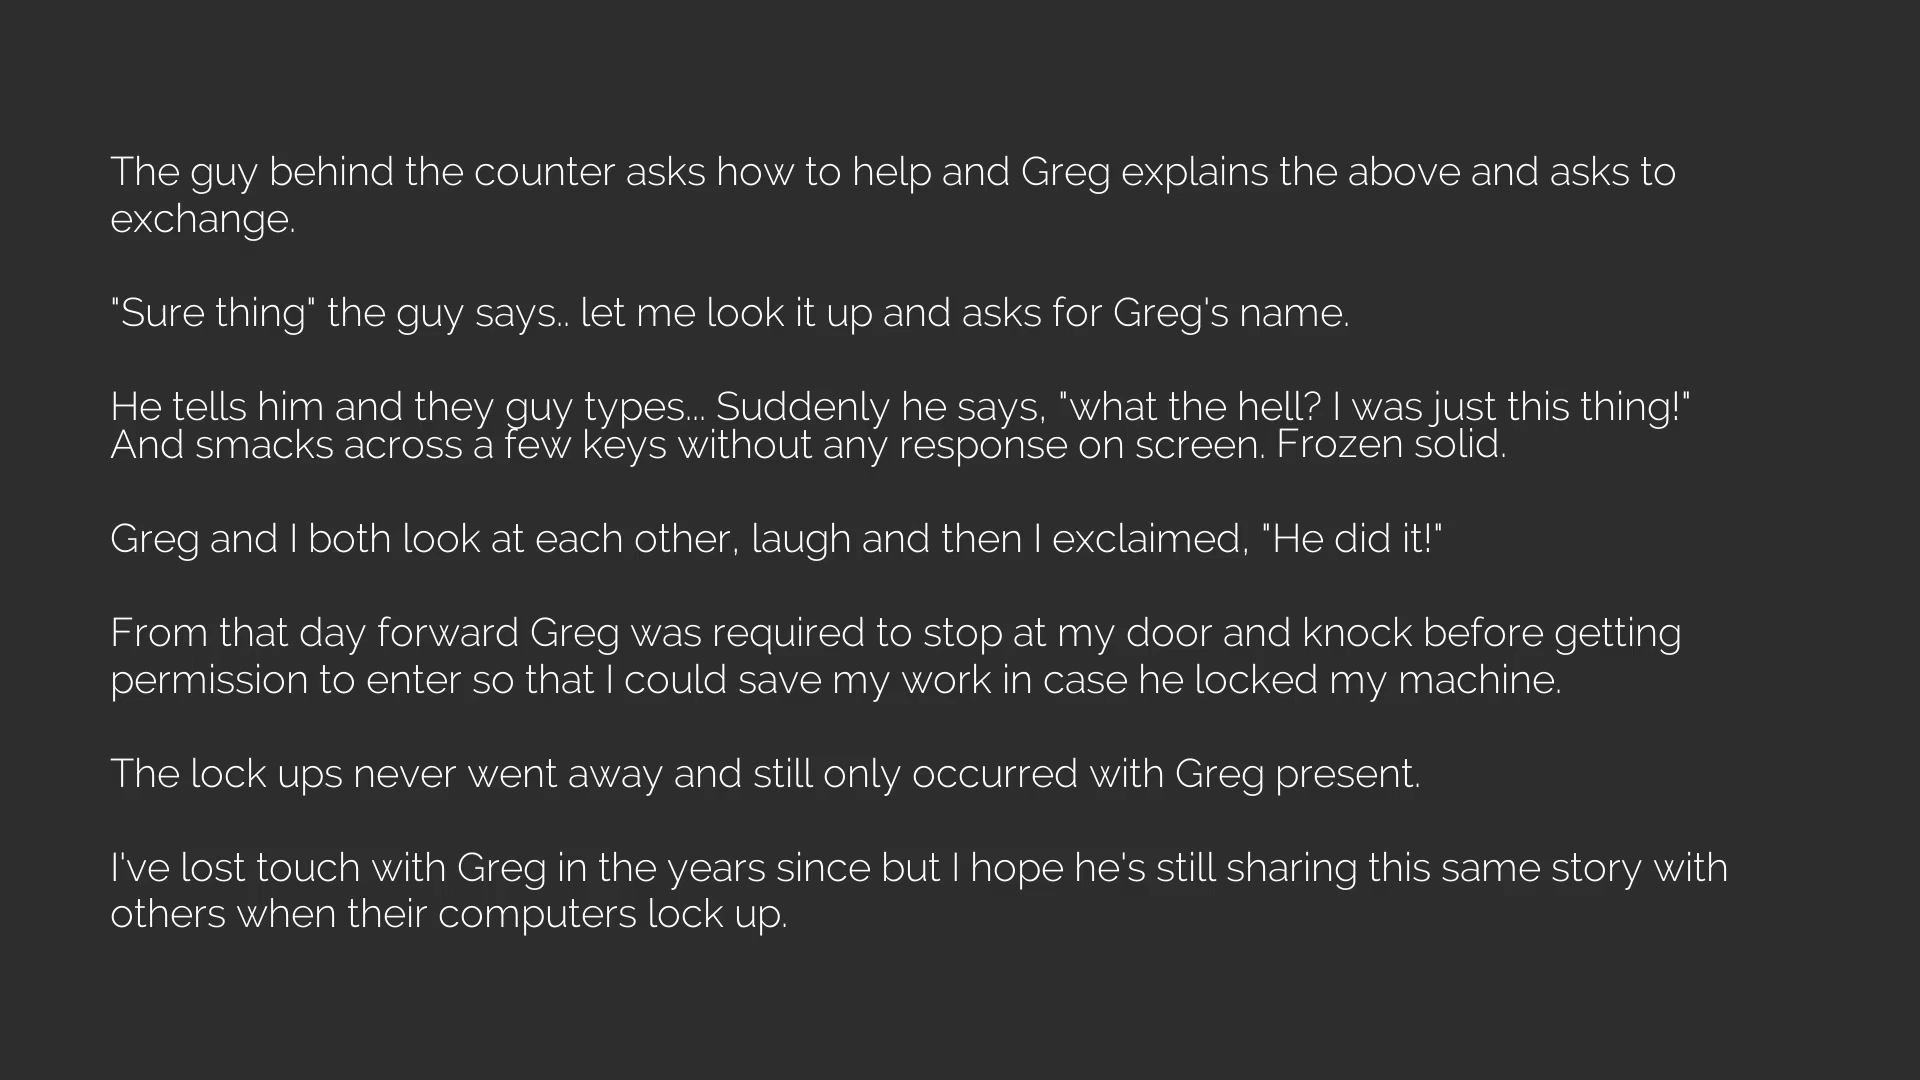 The guy behind the counter asks how to help and Greg explains the above and asks to
exchange.
"Sure thing" the guy says.. let me look it up and asks for Greg's name.
He tells him and they guy types... Suddenly he says, "what the hell? I was just this thing!"
And smacks across a few keys without any response on screen. Frozen solid.
Greg and I both look at each other, laugh and then I exclaimed, "He did it!"
From that day forward Greg was required to stop at my door and knock before getting
permission to enter so that I could save my work in case he locked my machine.
The lock ups never went away and still only occurred with Greg present.
I've lost touch with Greg in the years since but I hope he's still sharing this same story with
others when their computers lock up.